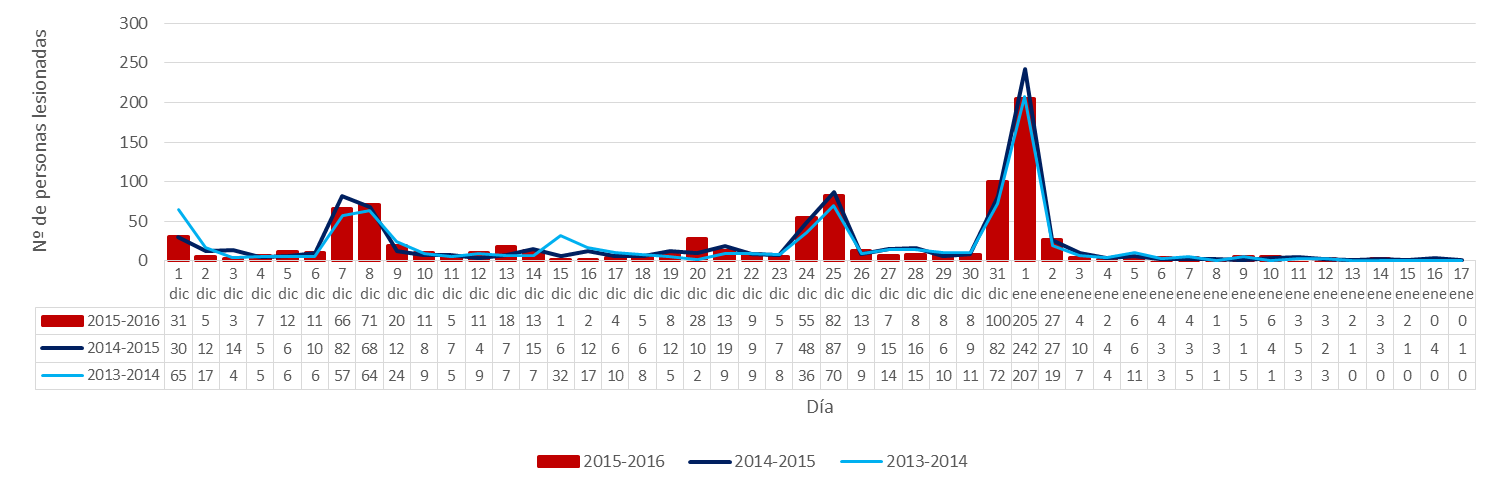 300
250
200
150
100
50
0
Nº de personas lesionadas
1 2 3 4 5 6 7 8 9 10 11 12 13 14 15 16 17 18 19 20 21 22 23 24 25 26 27 28 29 30 31 1 2 3 4 5 6 7 8 9 10 11 12 13 14 15 16 17
dic dic dic dic dic dic dic dic dic dic dic dic dic dic dic dic dic dic dic dic dic dic dic dic dic dic dic dic dic dic dic ene ene ene ene ene ene ene ene ene ene ene ene ene ene ene ene ene
2015-2016 31 5 3 7 12 11 66 71 20 11 5 11 18 13 1 2 4 5 8 28 13 9 5 55 82 13 7 8 8 8 100 205 27 4 2 6 4 4 1 5 6 3 3 2 3 2 0 0
2014-2015 30 12 14 5 6 10 82 68 12 8 7 4 7 15 6 12 6 6 12 10 19 9 7 48 87 9 15 16 6 9 82 242 27 10 4 6 3 3 3 1 4 5 2 1 3 1 4 1
2013-2014 65 17 4 5 6 6 57 64 24 9 5 9 7 7 32 17 10 8 5 2 9 9 8 36 70 9 14 15 10 11 72 207 19 7 4 11 3 5 1 5 1 3 3 0 0 0 0 0
Día
2015-2016 2014-2015 2013-2014